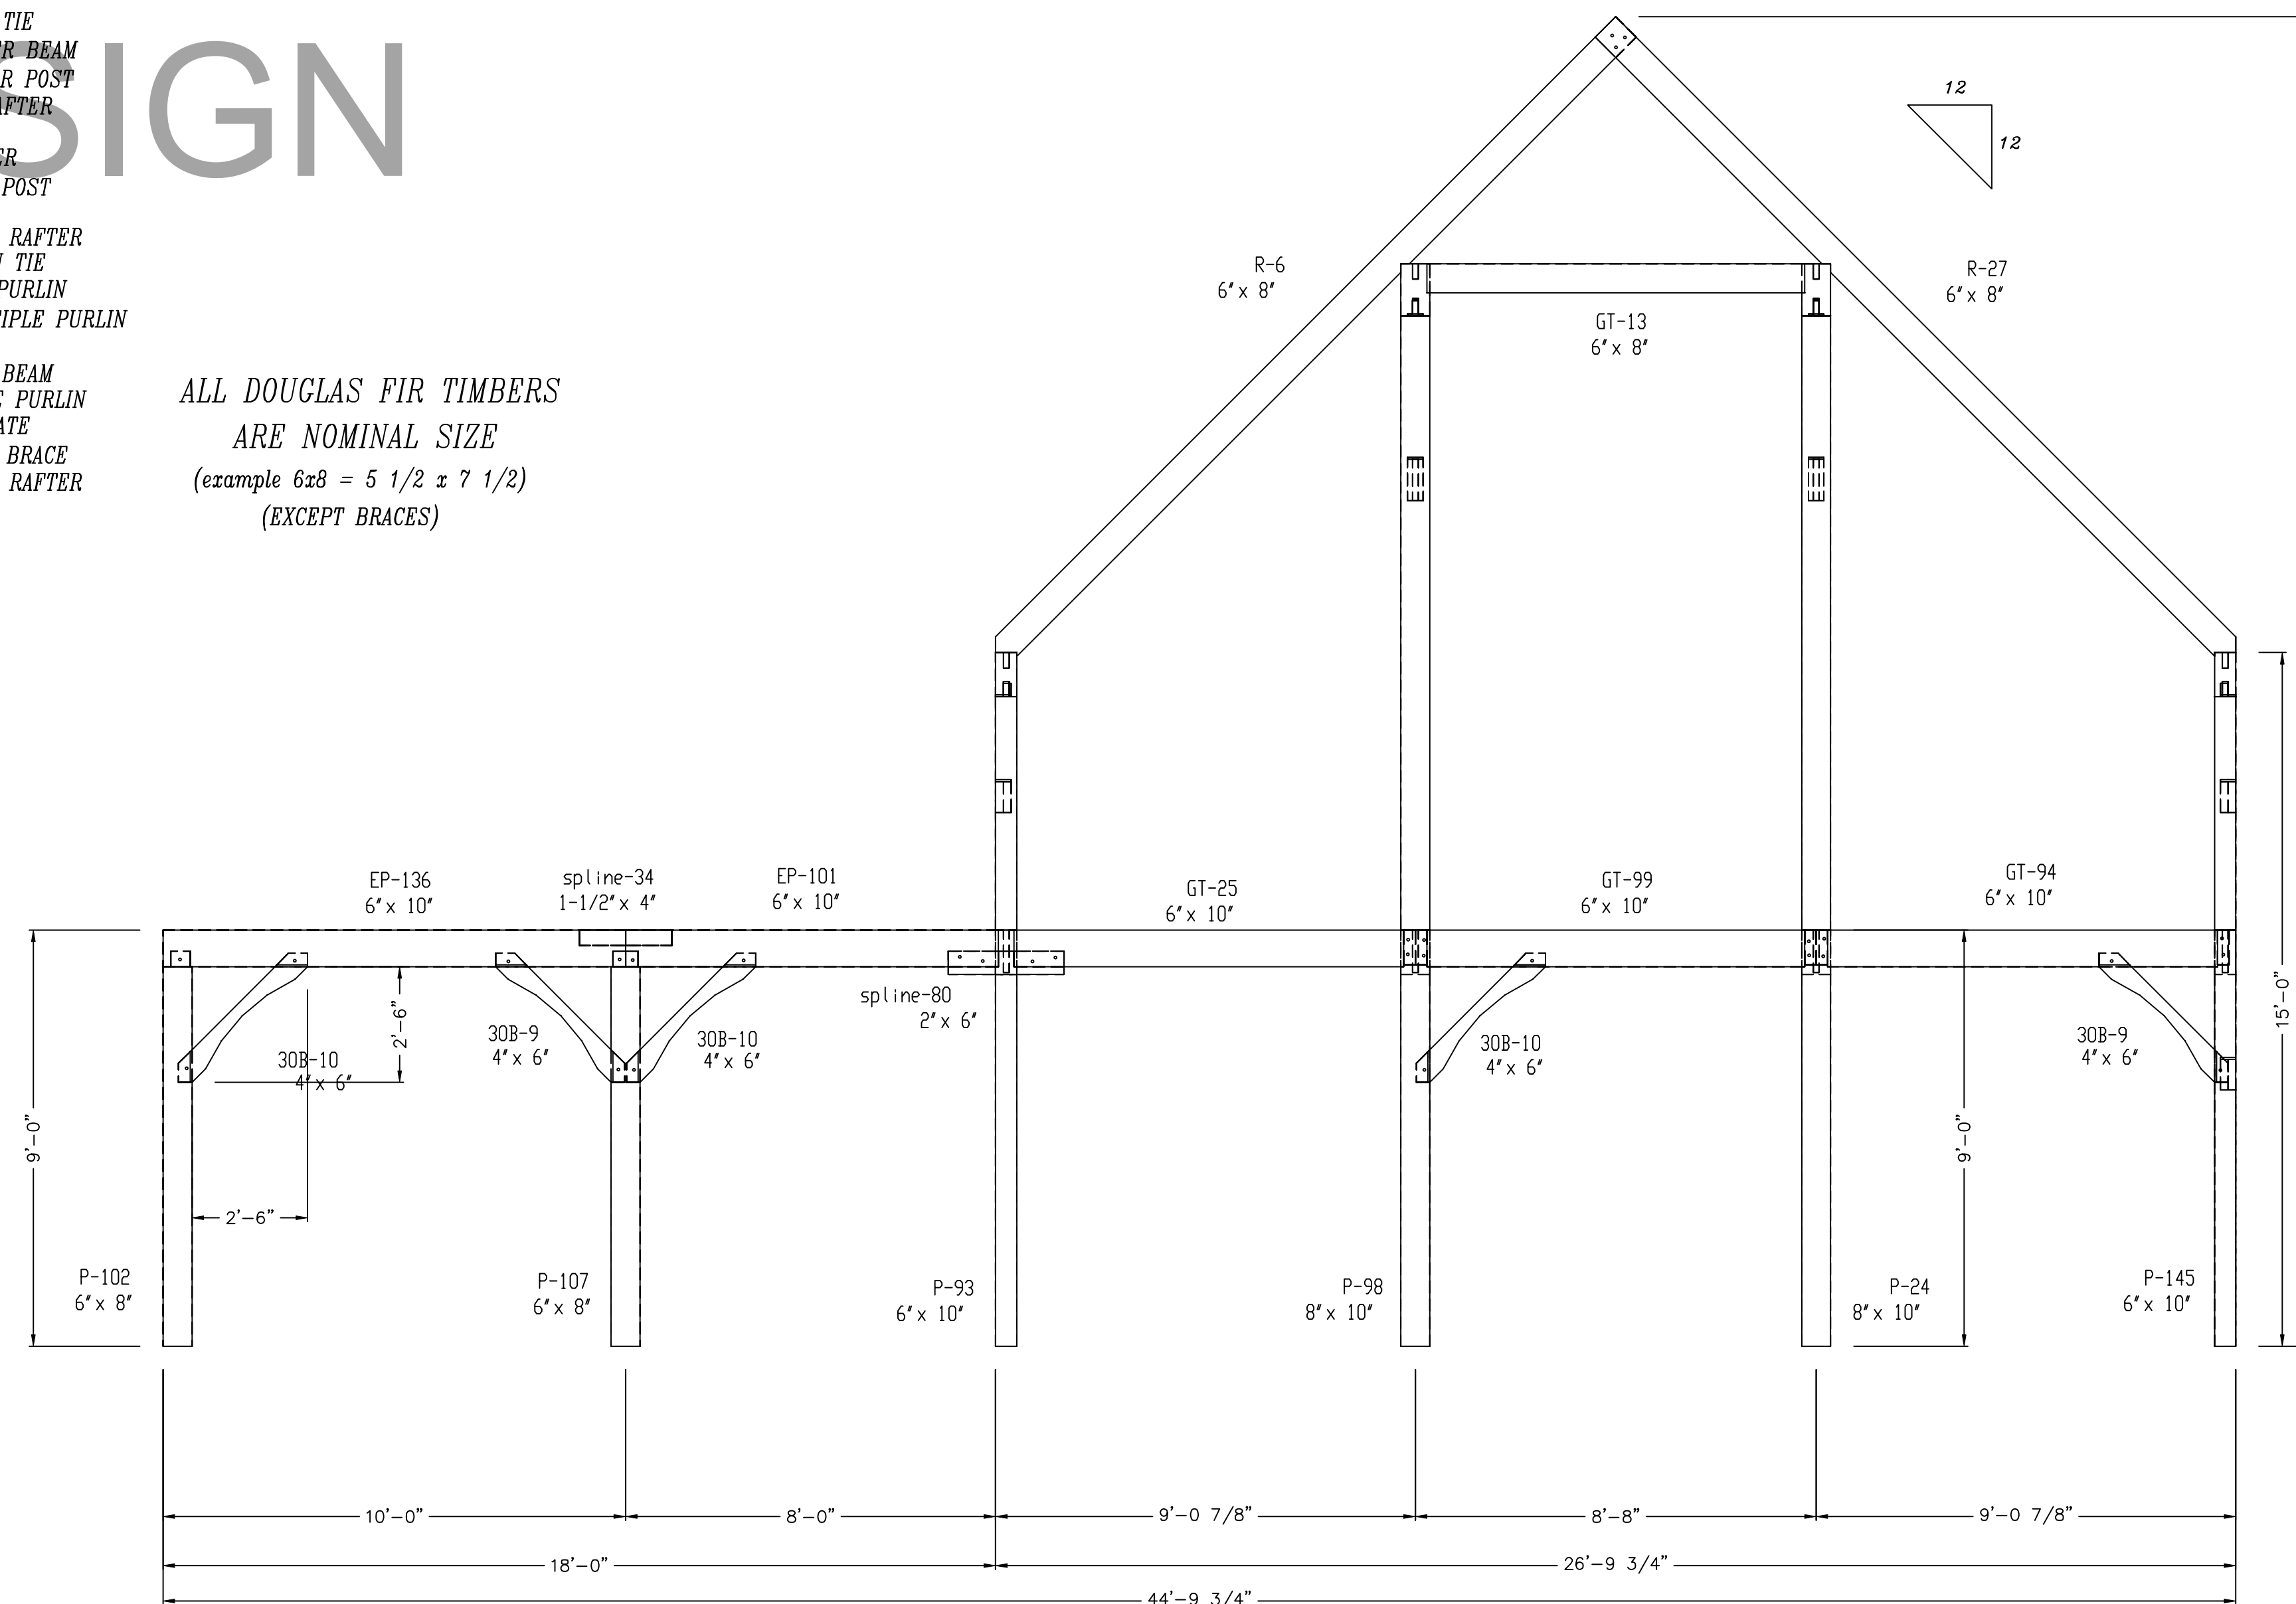 TIE
BEAM
POST
SIGN
POST
RAFTER
TIE
PURLIN
PURLIN
BEAM
PURLIN
BRACE
RAFTER
ALL DOUGLAS FIR TIMBERS
ARE NOMINAL SIZE
(example 6x8 = 5 1/2 x 7 1/2)
(EXCEPT BRACES)
12
12
R-6
6" x 8"
R-27
6" x 8"
GT-13
6" x 8"
EP-136
6" x 10"
spline-34
1-1/2" x 4"
EP-101
6" x 10"
GT-25
6" x 10"
GT-99
6" x 10"
GT-94
6" x 10"
spline-80
2" x 6"
30B-10
4" x 6"
2'-6"
30B-9
4" x 6"
30B-10
4" x 6"
30B-10
4" x 6"
30B-9
4" x 6"
9'-0"
2'-6"
9'-0"
15'-0"
P-102
6" x 8"
P-107
6" x 8"
P-93
6" x 10"
P-98
8" x 10"
P-24
8" x 10"
P-145
6" x 10"
10'-0"
8'-0"
9'-0 7/8"
8'-8"
9'-0 7/8"
18'-0"
26'-9 3/4"
44'-9 3/4"